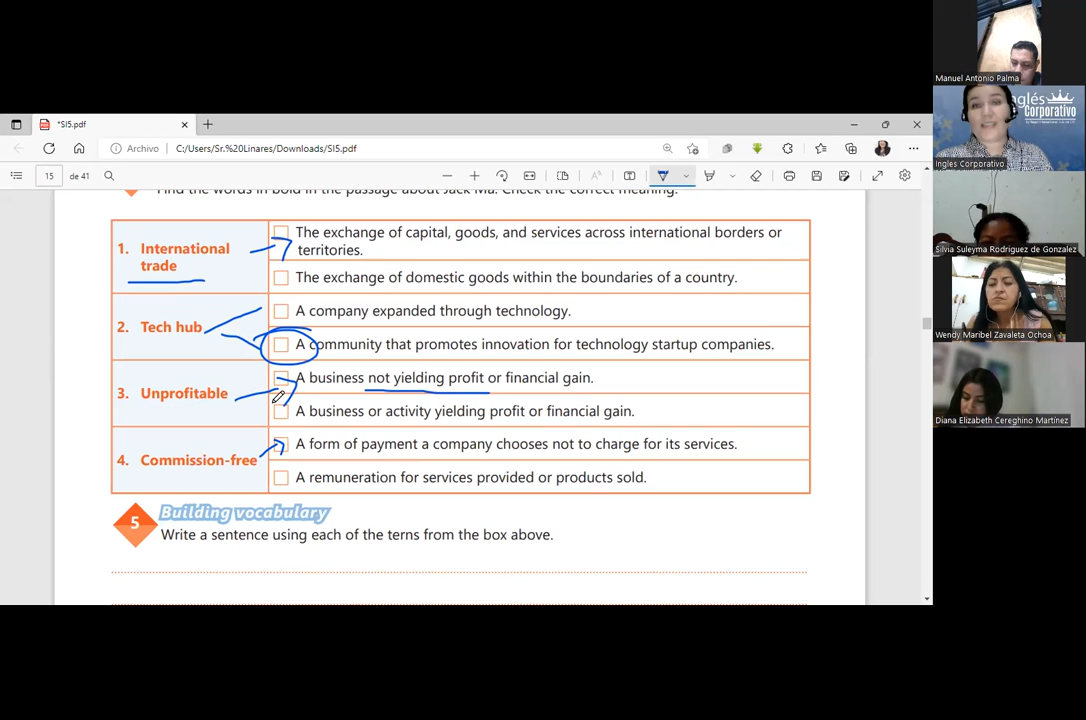 Manuel Antonio Palma
Inglés
Corporativo
Ingles Corporativo
Silvia Suleyma Rodriguez de Gonzalez
Wendy Maribel Zavaleta Ochoa
Diana Elizabeth Cereghino Martínez
*SI5.pdf
Archivo C:/Users/Sr.%20Linares/Downloads/SI5.pdf
15 de 41
Find the words in bold in the passage about Jack Ma. Check the correct meaning.
1. International trade
The exchange of capital, goods, and services across international borders or
territories.
The exchange of domestic goods within the boundaries of a country.
2. Tech hub
A company expanded through technology.
A community that promotes innovation for technology startup companies.
3. Unprofitable
A business not yielding profit or financial gain.
A business or activity yielding profit or financial gain.
4. Commission-free
A form of payment a company chooses not to charge for its services.
A remuneration for services provided or products sold.
5 Building vocabulary
Write a sentence using each of the terns from the box above.